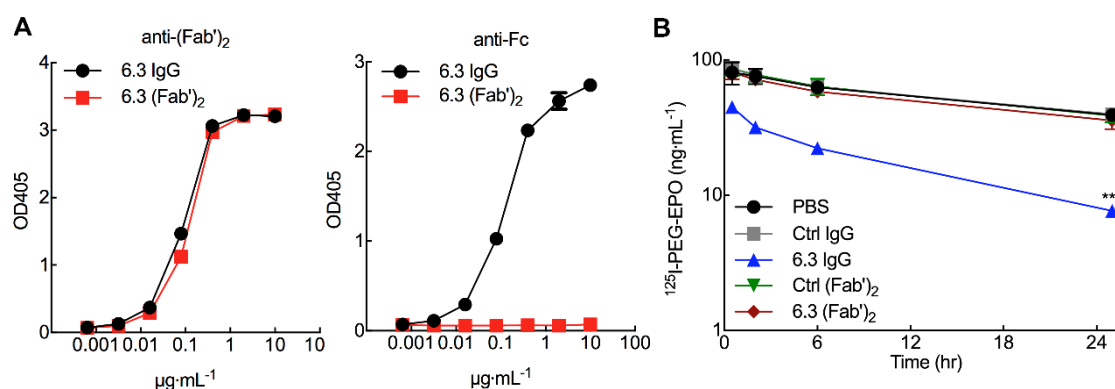 A
anti-(Fab')₂
6.3 IgG
6.3 (Fab')₂
4
3
2
1
0
OD405
0.001 0.01 0.1 1 10 10
µg·mL⁻¹
anti-Fc
6.3 IgG
6.3 (Fab')₂
3
2
1
0
OD405
0.001 0.01 0.1 1 10 100
µg·mL⁻¹
B
100
10
1
¹²⁵I-PEG-EPO (ng·mL⁻¹)
**
PBS
Ctrl IgG
6.3 IgG
Ctrl (Fab')₂
6.3 (Fab')₂
0 6 12 18 24
Time (hr)